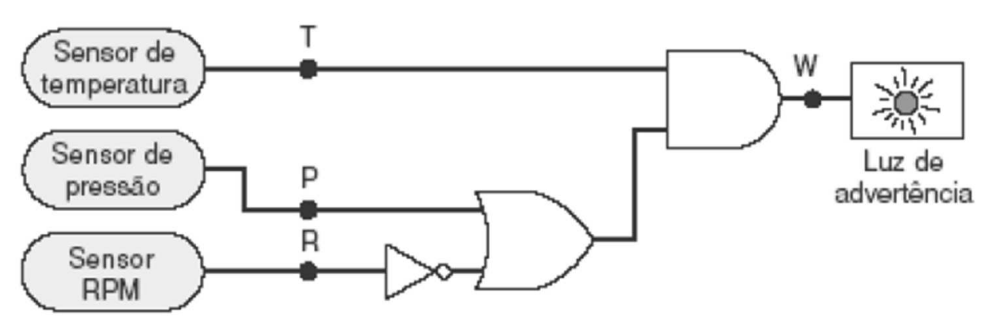 Sensor de
temperatura
T
W
Sensor de
pressão
P
R
Sensor
RPM
Luz de
advertência